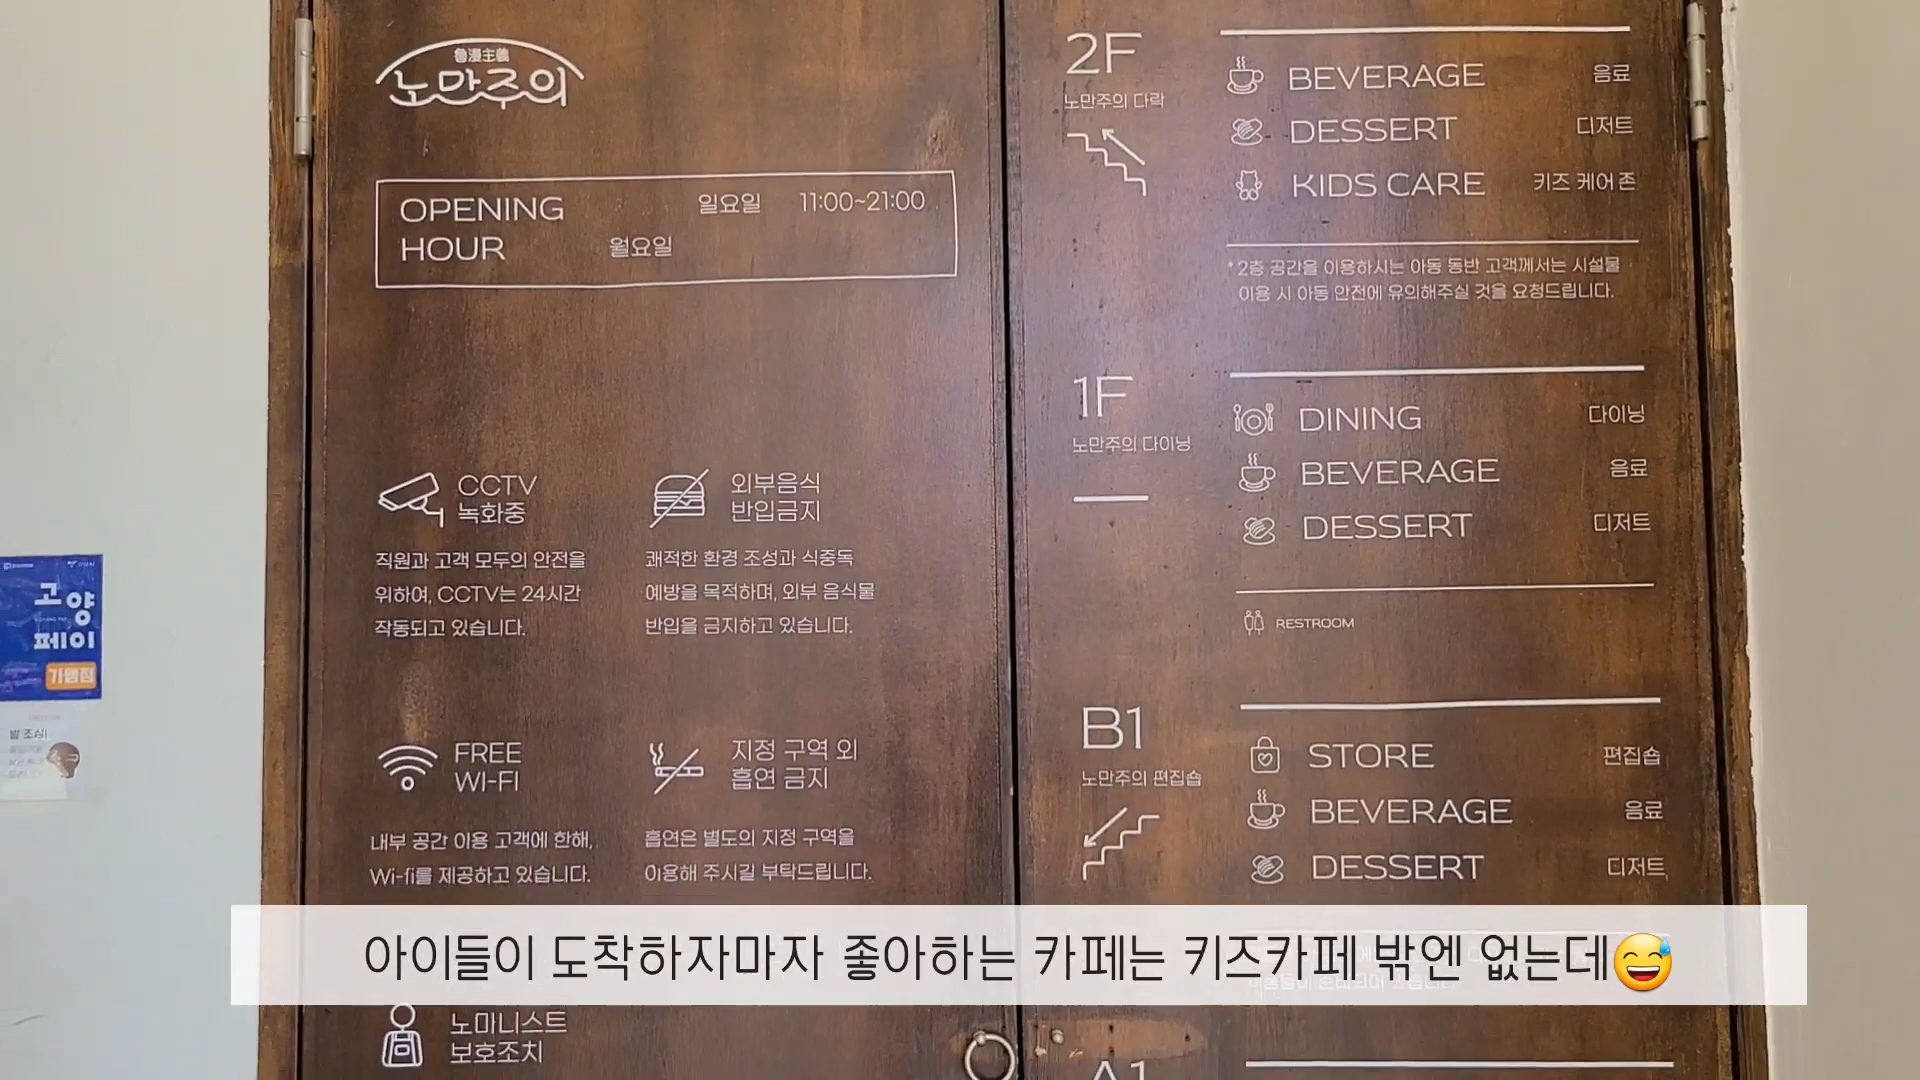 魯漫主義
노만주의
OPENING
HOUR
일요일 11:00~21:00
월요일
CCTV
녹화중
직원과 고객 모두의 안전을
위하여, CCTV는 24시간
작동되고 있습니다.
외부음식
반입금지
쾌적한 환경 조성과 식중독
예방을 목적하며, 외부 음식물
반입을 금지하고 있습니다.
FREE
WI-FI
내부 공간 이용 고객에 한해,
Wi-fi를 제공하고 있습니다.
지정 구역 외
흡연 금지
흡연은 별도의 지정 구역을
이용해 주시길 부탁드립니다.
노마니스트
보호조치
2F
노만주의 다락
BEVERAGE 음료
DESSERT 디저트
KIDS CARE 키즈 케어 존
* 2층 공간을 이용하시는 아동 동반 고객께서는 시설물
이용 시 아동 안전에 유의해주실 것을 요청드립니다.
1F
노만주의 다이닝
DINING 다이닝
BEVERAGE 음료
DESSERT 디저트
RESTROOM
B1
노만주의 편집숍
STORE 편집숍
BEVERAGE 음료
DESSERT 디저트
A1
고양
페이
가맹점
발 조심!
아이들이 도착하자마자 좋아하는 카페는 키즈카페 밖엔 없는데😅